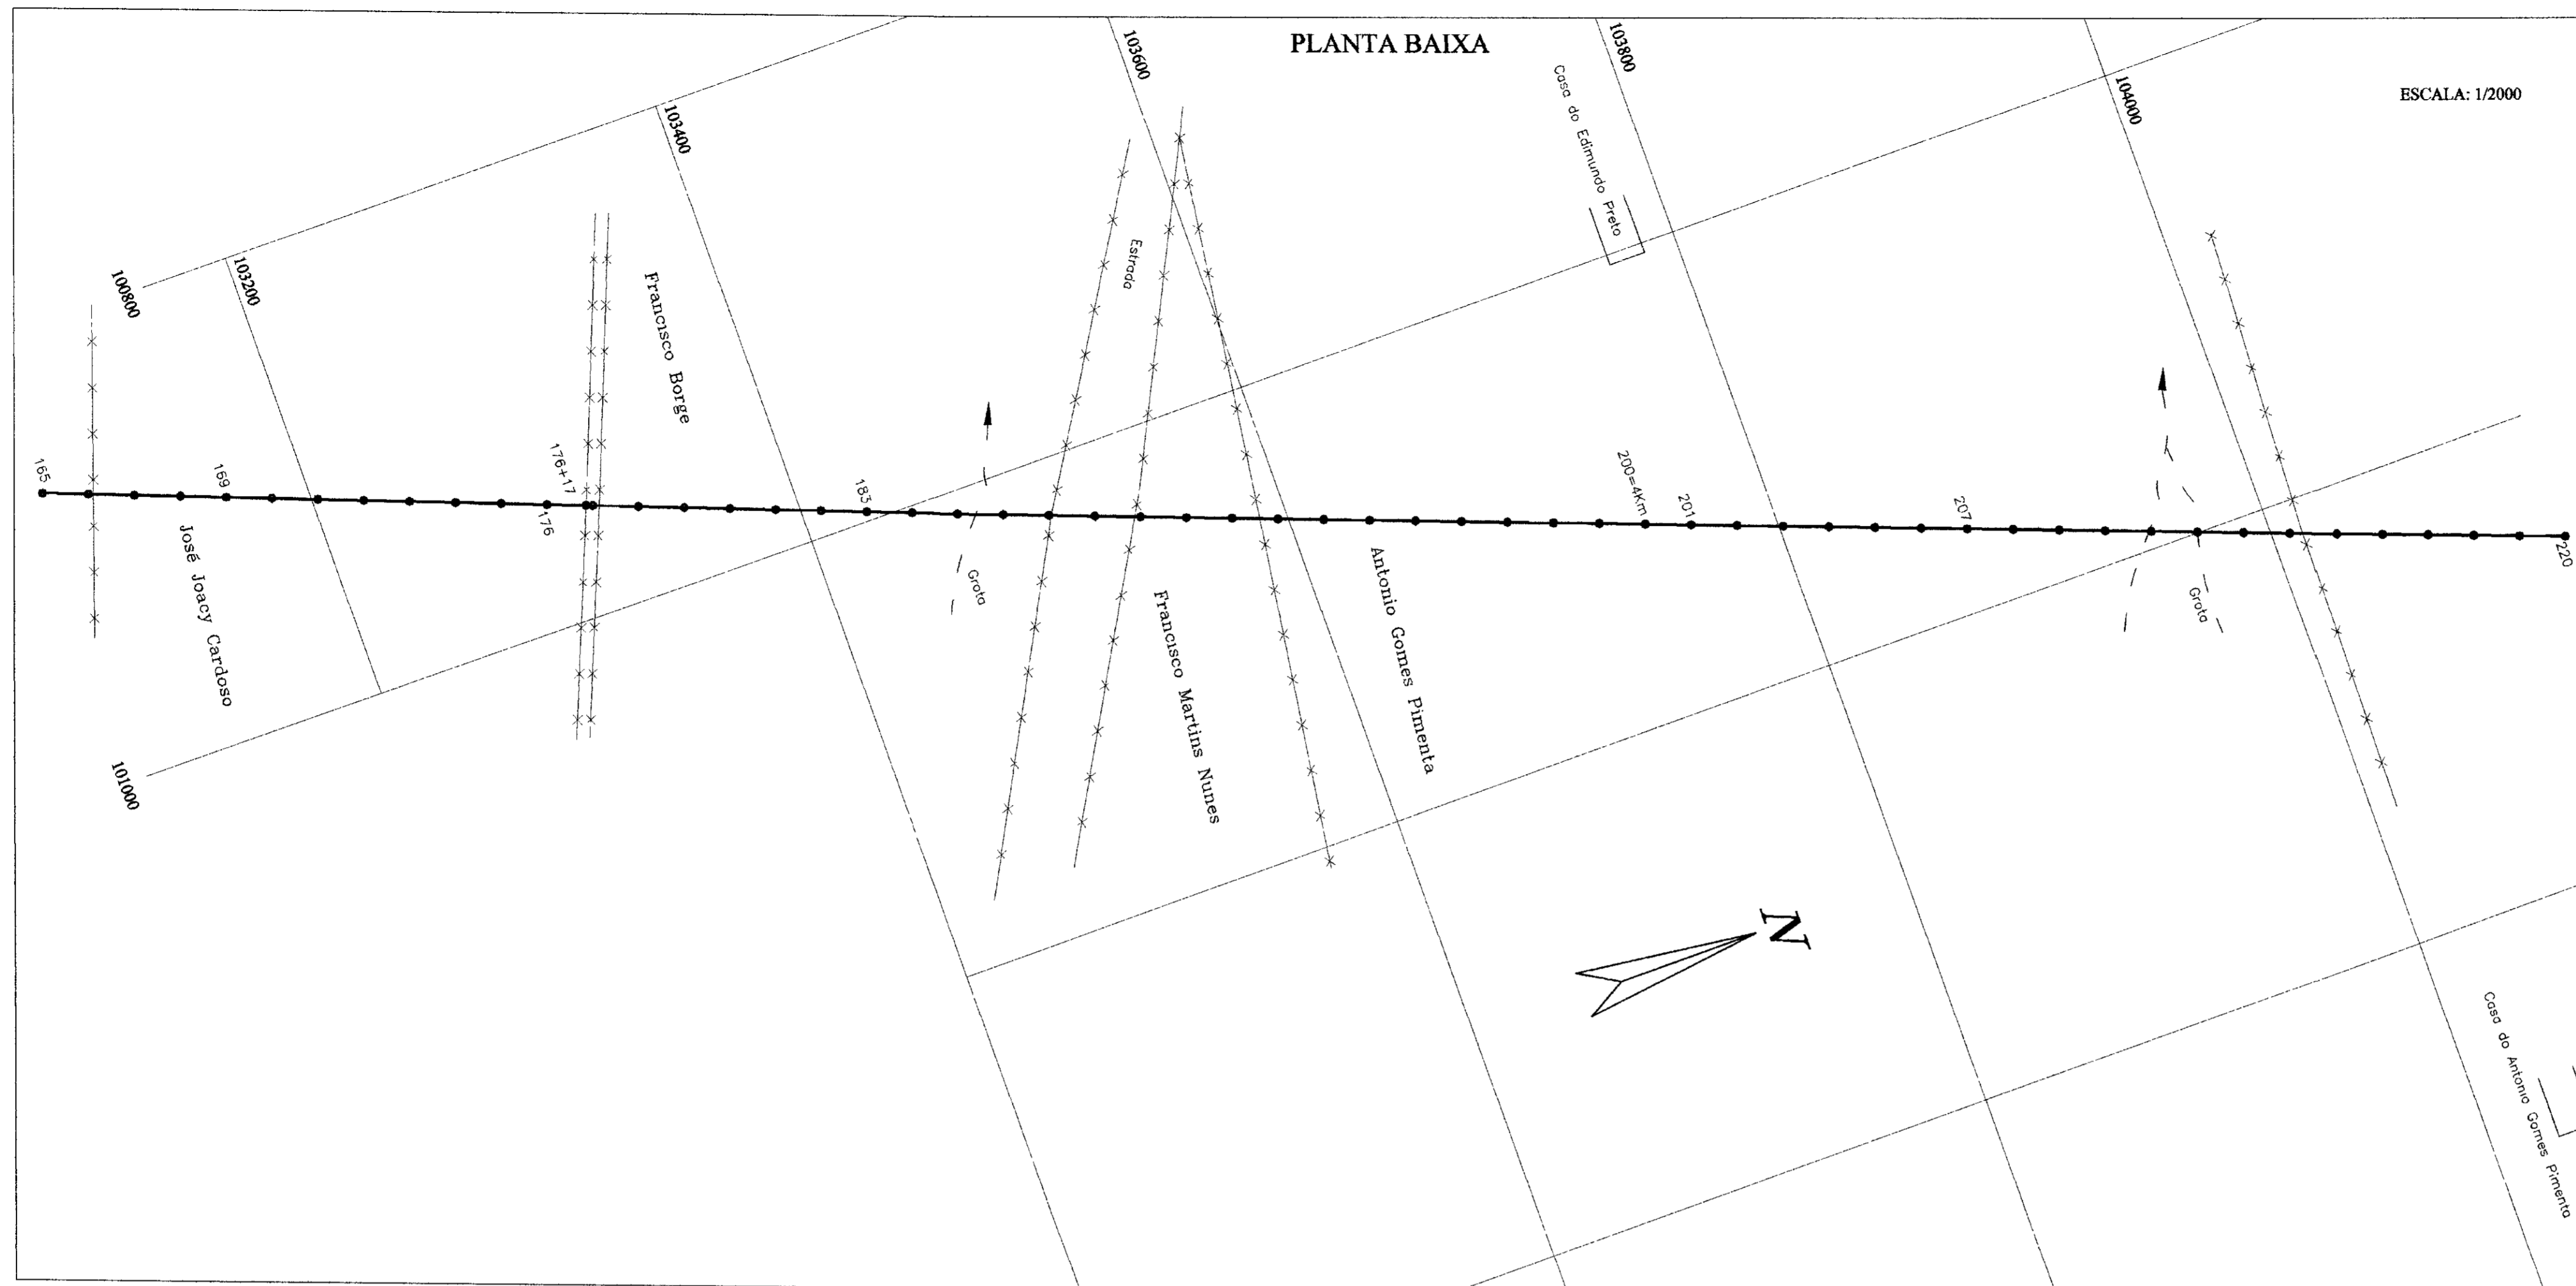 PLANTA BAIXA
ESCALA: 1/2000
103600
103800
104000
103400
103200
100800
101000
Casa do Edimundo Preto
Estrada
Francisco Borge
165
169
176+17
176
183
200=4Km
201
207
220
José Joacy Cardoso
Grota
Francisco Martins Nunes
Antonio Gomes Pimenta
Grota
N
Casa do Antonio Gomes Pimenta